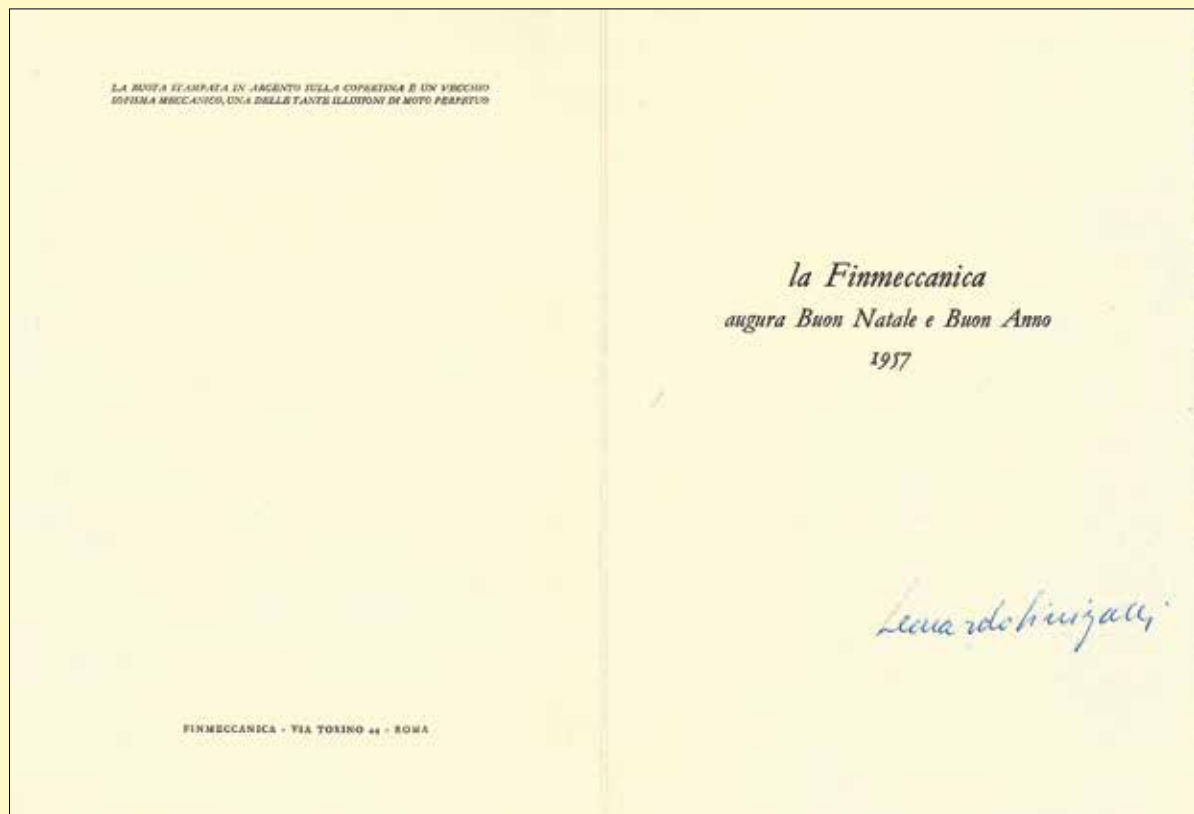 LA RUOTA STAMPATA IN ARGENTO SULLA COPERTINA È UN VECCHIO
SOFISMA MECCANICO, UNA DELLE TANTE ILLUSIONI DI MOTO PERPETUO
FINMECCANICA - VIA TORINO 44 - ROMA
la Finmeccanica
augura Buon Natale e Buon Anno
1957
Leonardo Sinisgalli